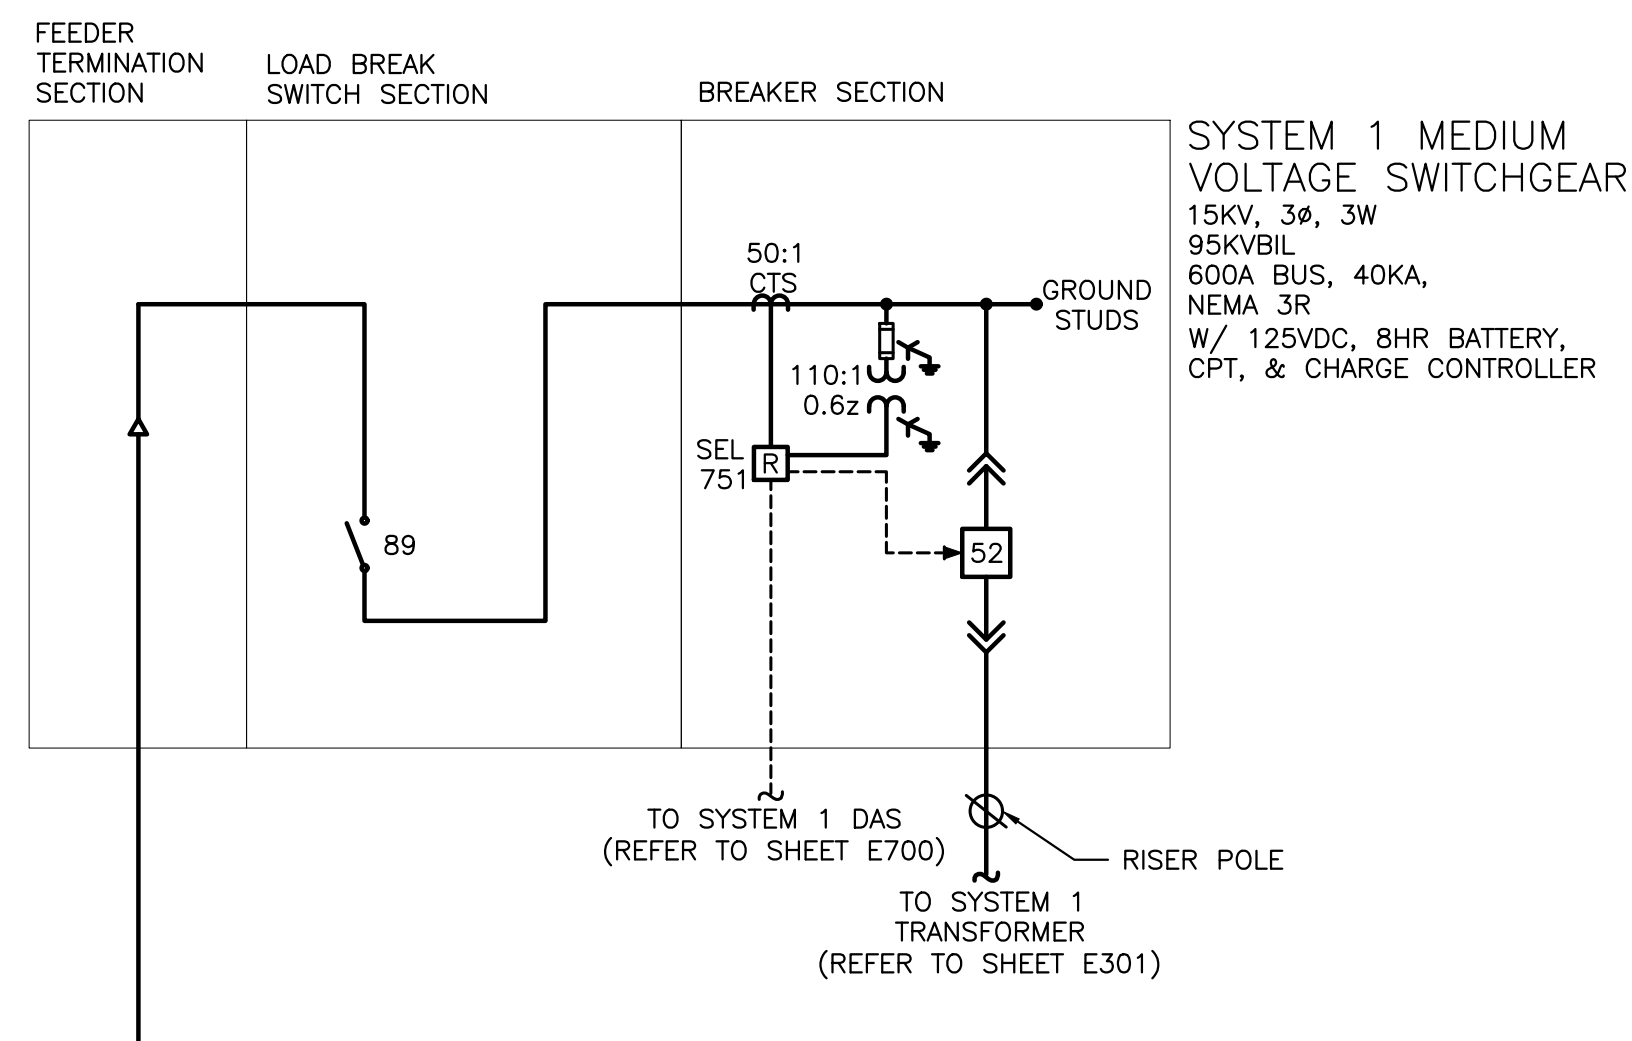 FEEDER
TERMINATION
SECTION
LOAD BREAK
SWITCH SECTION
BREAKER SECTION
SYSTEM 1 MEDIUM
VOLTAGE SWITCHGEAR
15KV, 3ø, 3W
95KVBIL
600A BUS, 40KA,
NEMA 3R
W/ 125VDC, 8HR BATTERY,
CPT, & CHARGE CONTROLLER
50:1
CTS
GROUND
STUDS
110:1
0.6z
SEL
751
R
89
52
TO SYSTEM 1 DAS
(REFER TO SHEET E700)
RISER POLE
TO SYSTEM 1
TRANSFORMER
(REFER TO SHEET E301)